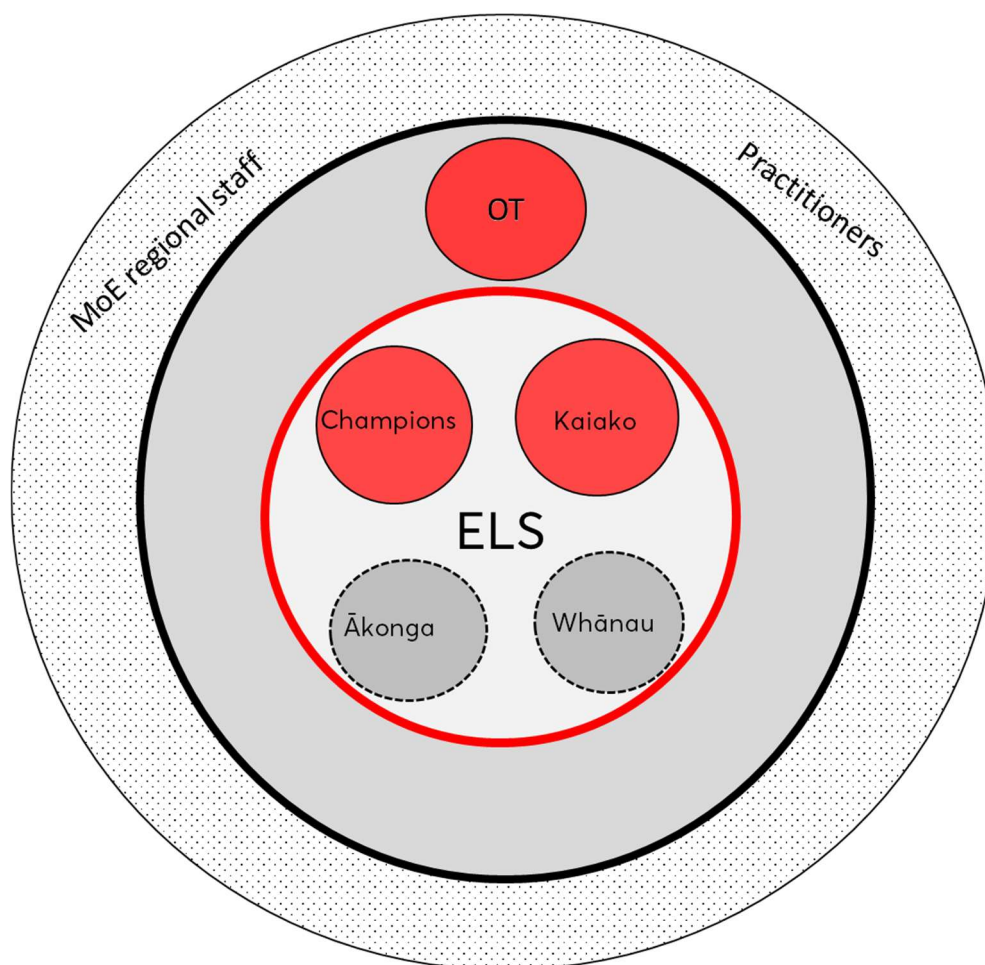 MoE regional staff
Practitioners
OT
Champions
Kaiako
ELS
Ākonga
Whānau